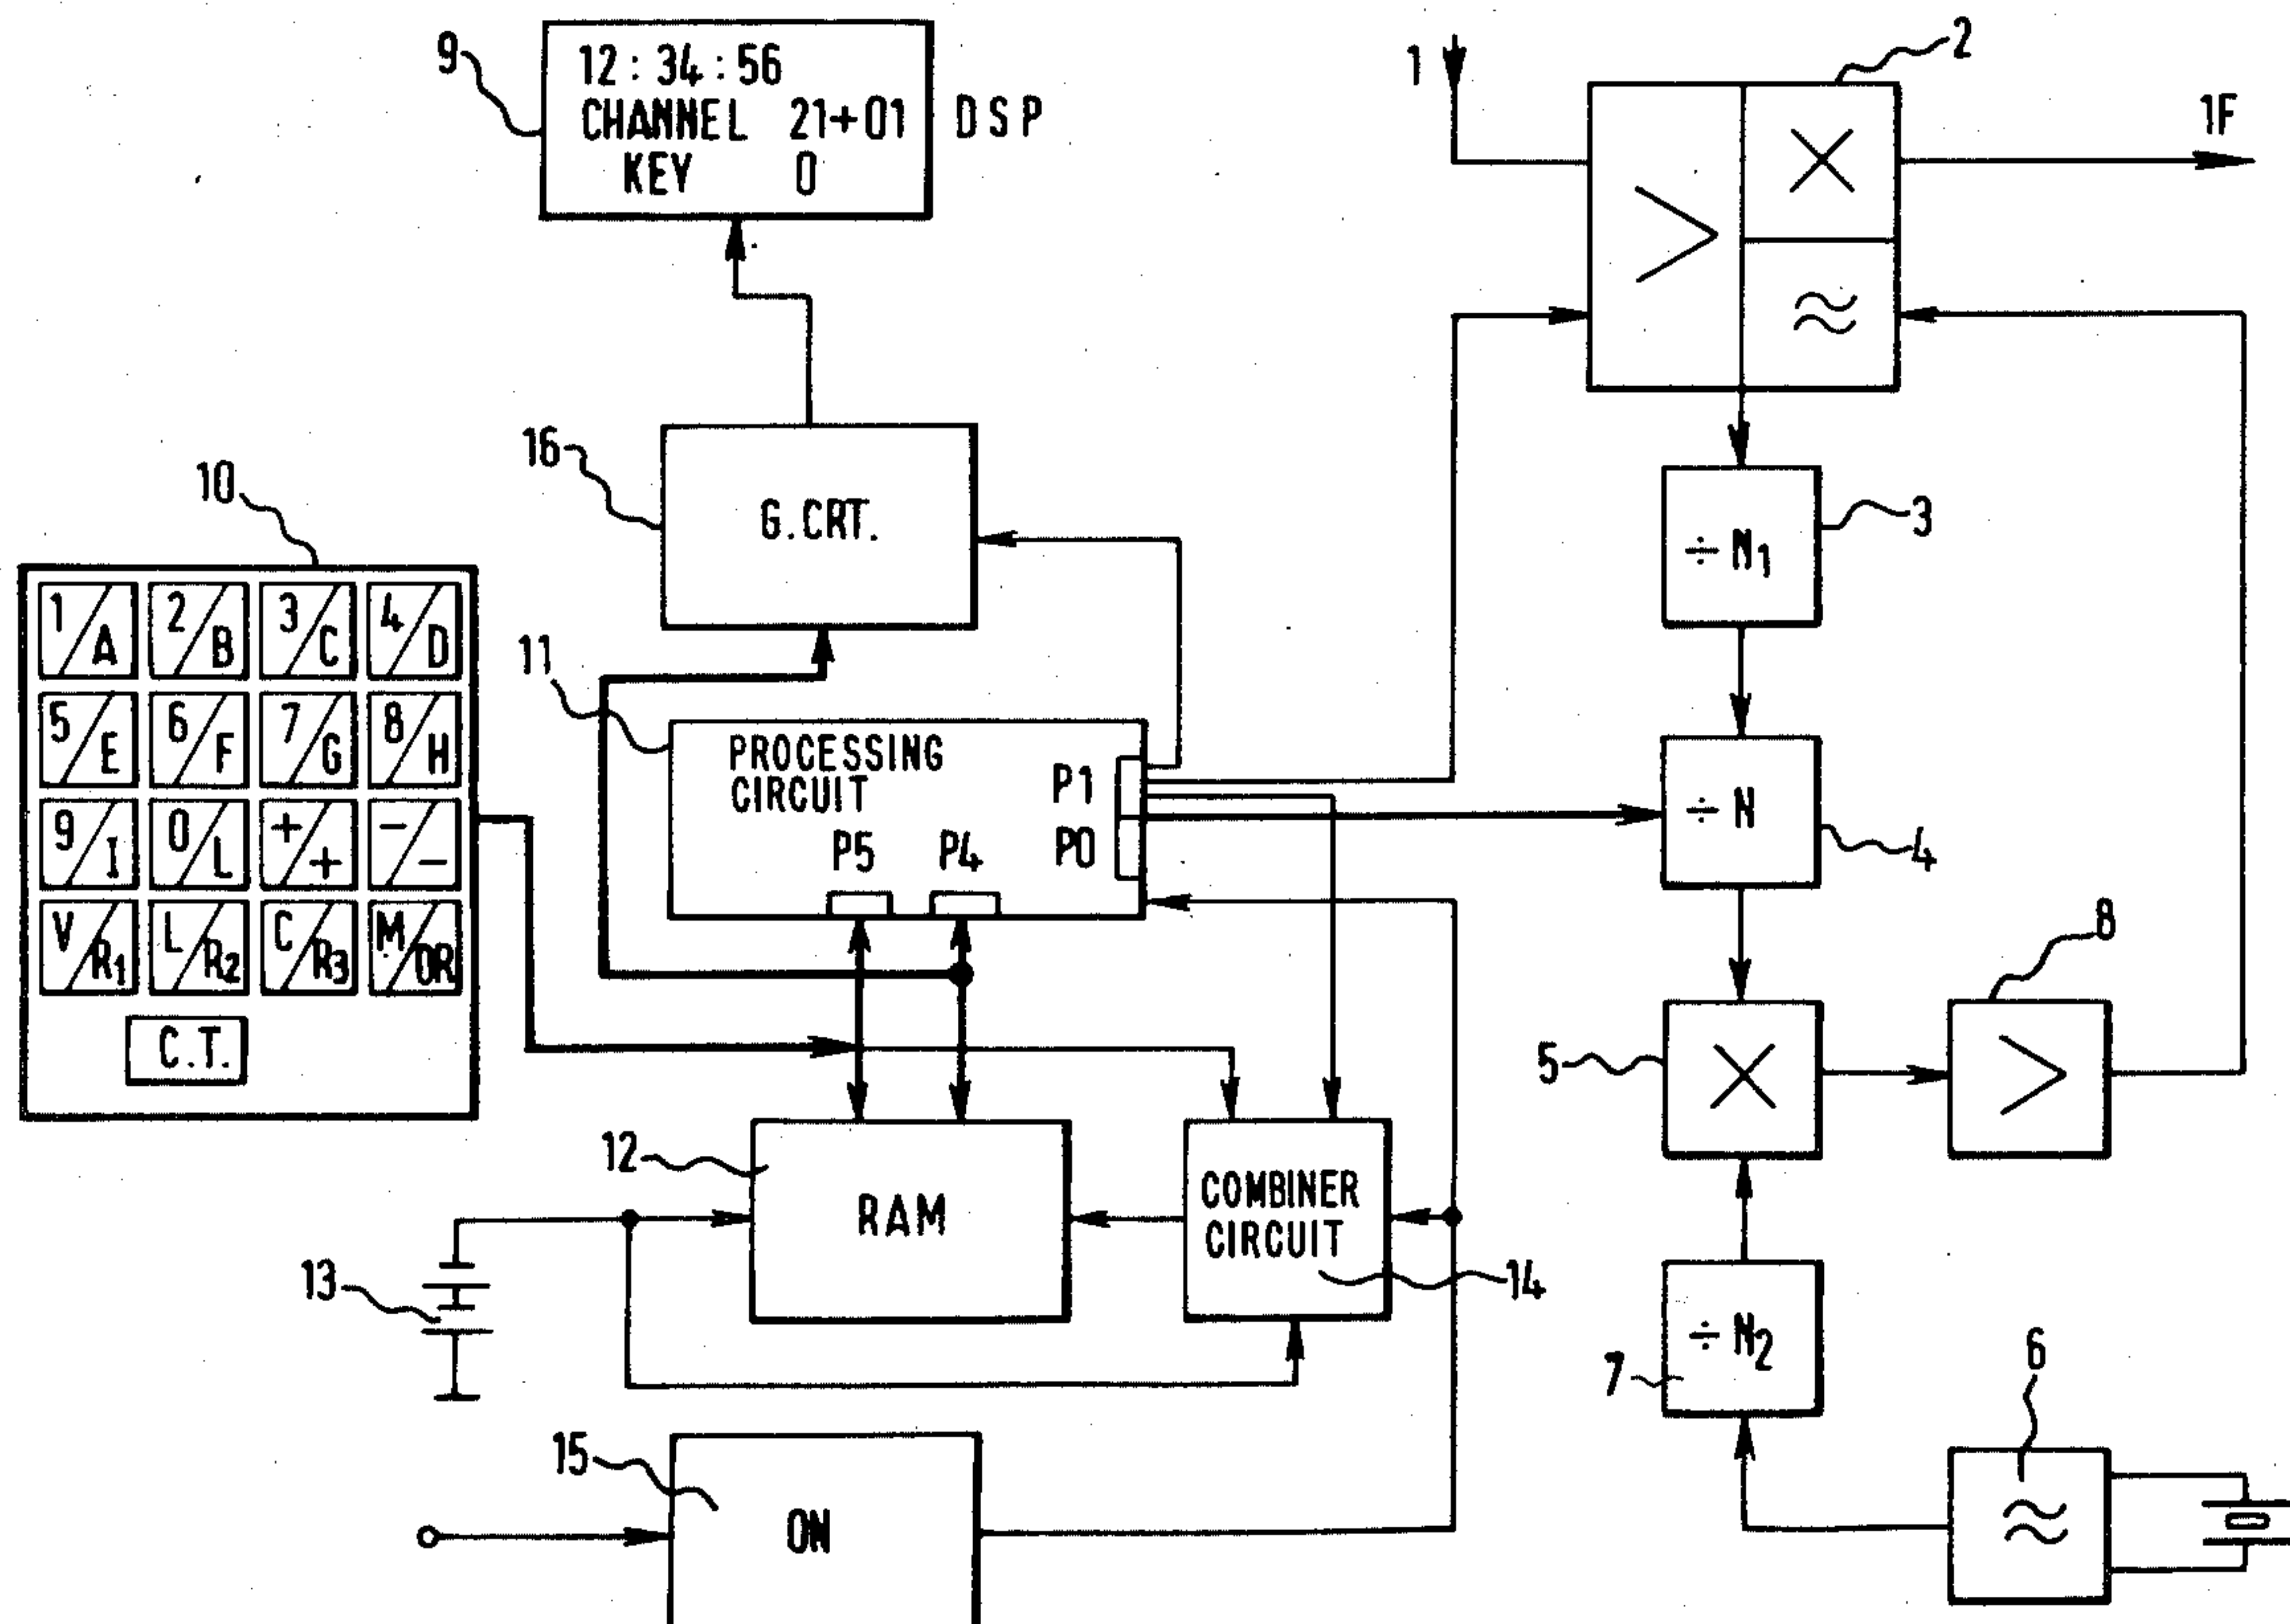 9
12:34:56
CHANNEL 21+01
KEY 0
DSP
1
2
1F
16
G.CRT.
3
÷ N1
10
1/A 2/B 3/C 4/D
5/E 6/F 7/G 8/H
9/I 0/L +/+ -/-
V/R1 L/R2 C/R3 M/OR
C.T.
11
PROCESSING
CIRCUIT
P1
P0
P5 P4
÷ N
4
8
5
12
RAM
COMBINER
CIRCUIT
14
13
÷ N2
7
6
15
ON